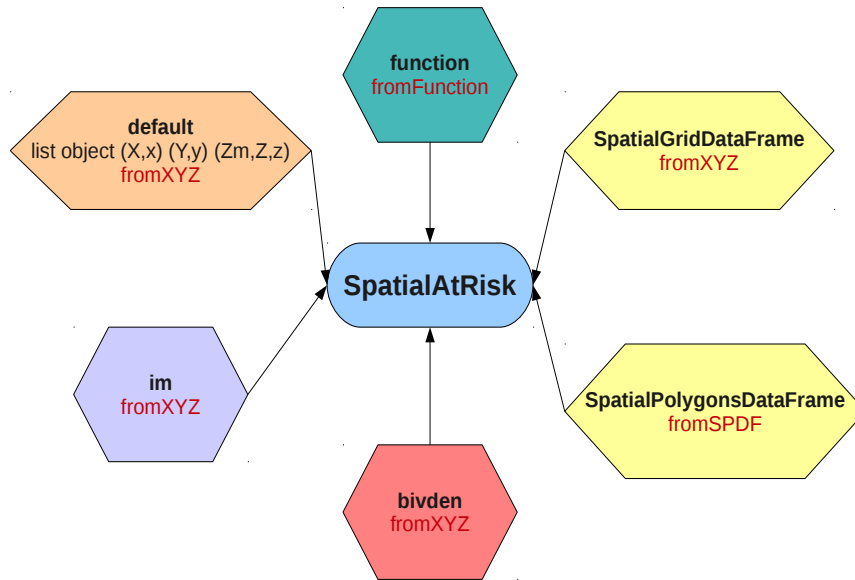 function
fromFunction
default
list object (X,x) (Y,y) (Zm,Z,z)
fromXYZ
SpatialGridDataFrame
fromXYZ
SpatialAtRisk
im
fromXYZ
SpatialPolygonsDataFrame
fromSPDF
bivden
fromXYZ